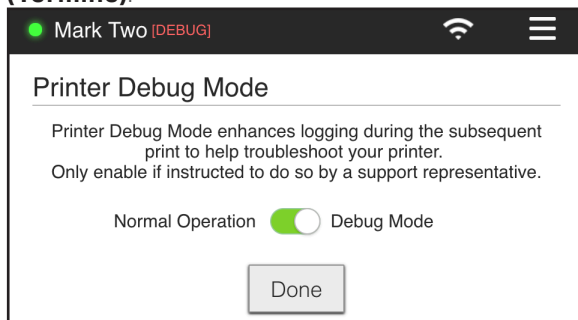 Mark Two [DEBUG]
Printer Debug Mode
Printer Debug Mode enhances logging during the subsequent
print to help troubleshoot your printer.
Only enable if instructed to do so by a support representative.
Normal Operation Debug Mode
Done